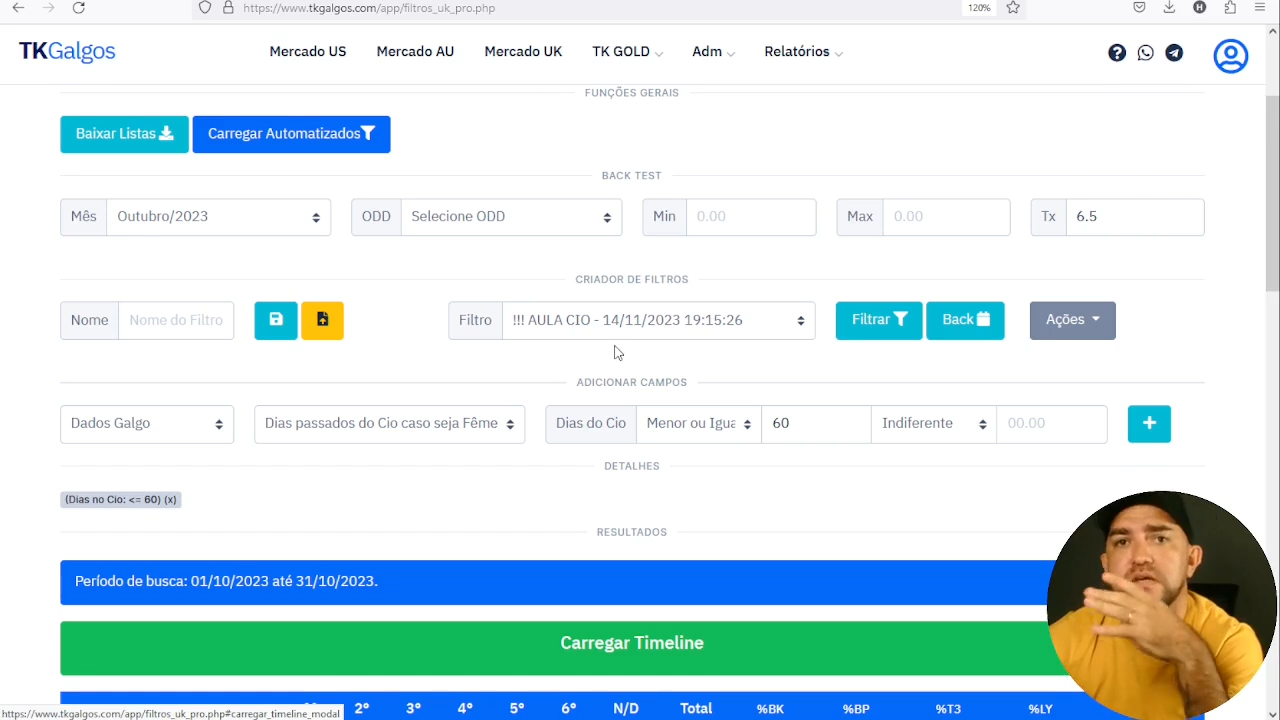 https://www.tkgalgos.com/app/filtros_uk_pro.php
120%
TKGalgos
Mercado US
Mercado AU
Mercado UK
TK GOLD
Adm
Relatórios
FUNÇÕES GERAIS
Baixar Listas
Carregar Automatizados
BACK TEST
Mês
Outubro/2023
ODD
Selecione ODD
Min
0.00
Max
0.00
Tx
6.5
CRIADOR DE FILTROS
Nome
Nome do Filtro
Filtro
!!! AULA CIO - 14/11/2023 19:15:26
Filtrar
Back
Ações
ADICIONAR CAMPOS
Dados Galgo
Dias passados do Cio caso seja Fême
Dias do Cio
Menor ou Igua
60
Indiferente
00.00
+
DETALHES
(Dias no Cio: <= 60) (x)
RESULTADOS
Período de busca: 01/10/2023 até 31/10/2023.
Carregar Timeline
2°
3°
4°
5°
6°
N/D
Total
%BK
%BP
%T3
%LY
https://www.tkgalgos.com/app/filtros_uk_pro.php#carregar_timeline_modal